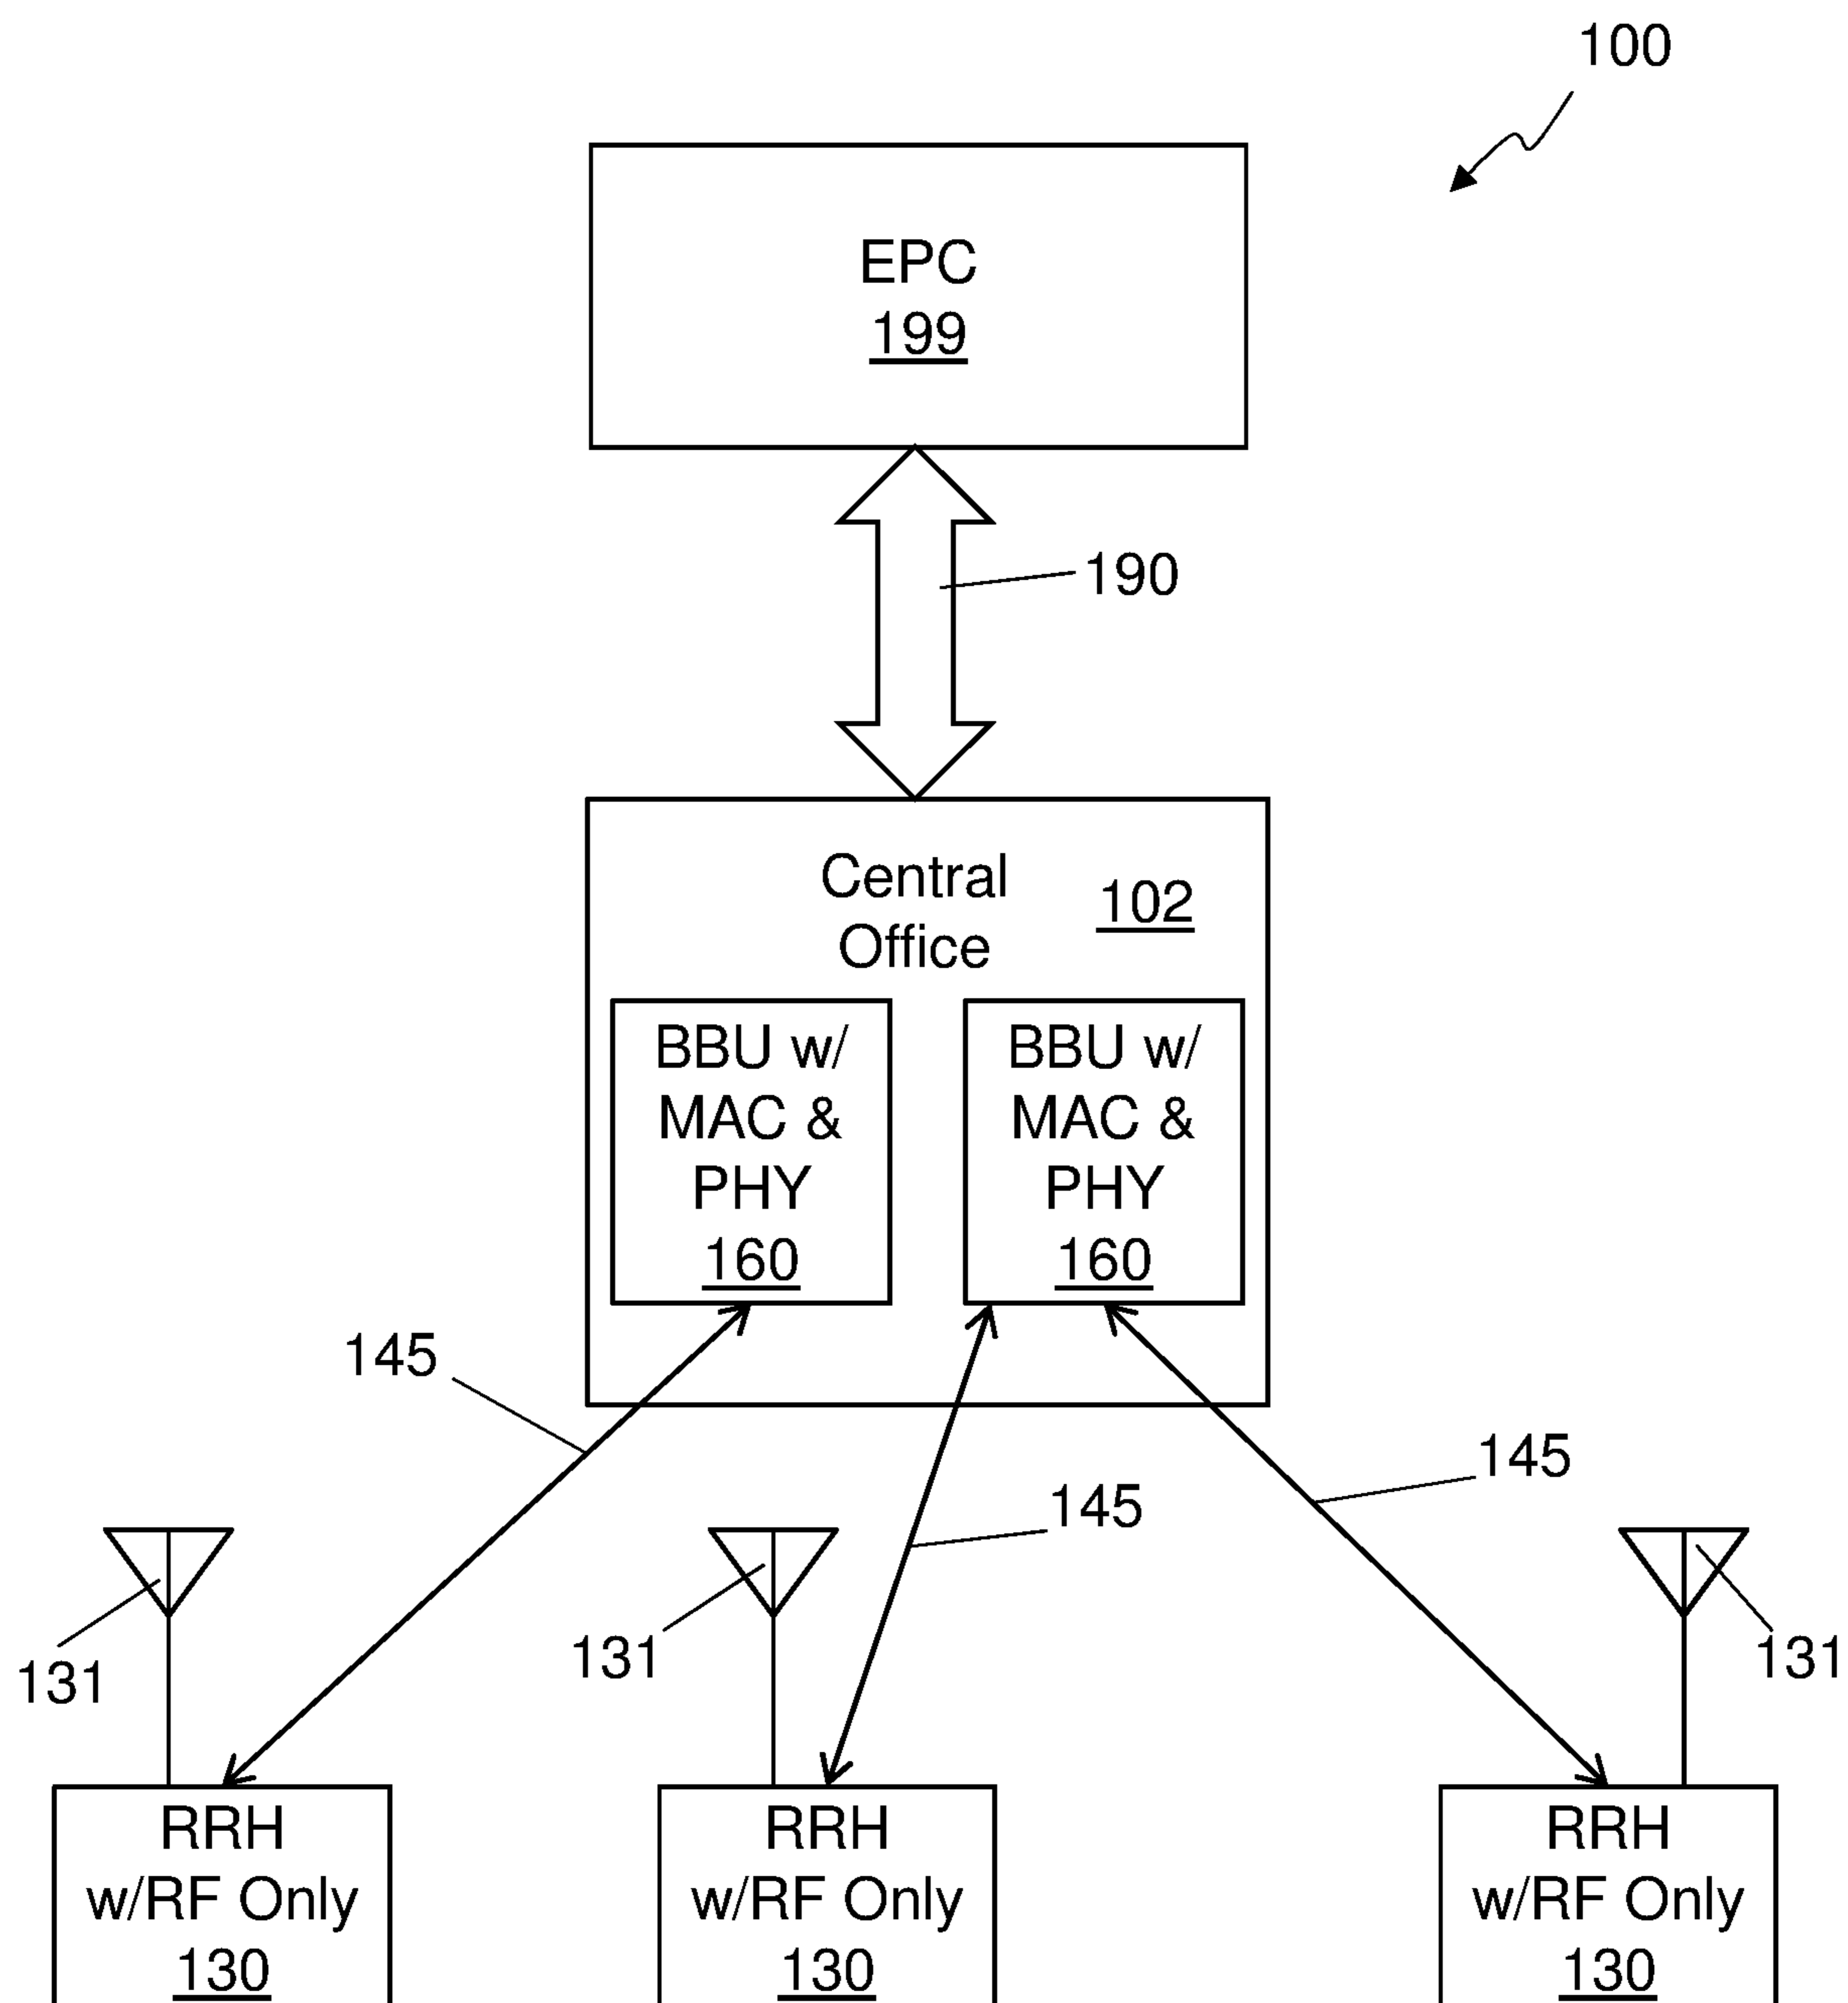 100
EPC
199
190
Central
Office
102
BBU w/
MAC &
PHY
160
BBU w/
MAC &
PHY
160
145
145
145
131
131
131
RRH
w/RF Only
130
RRH
w/RF Only
130
RRH
w/RF Only
130